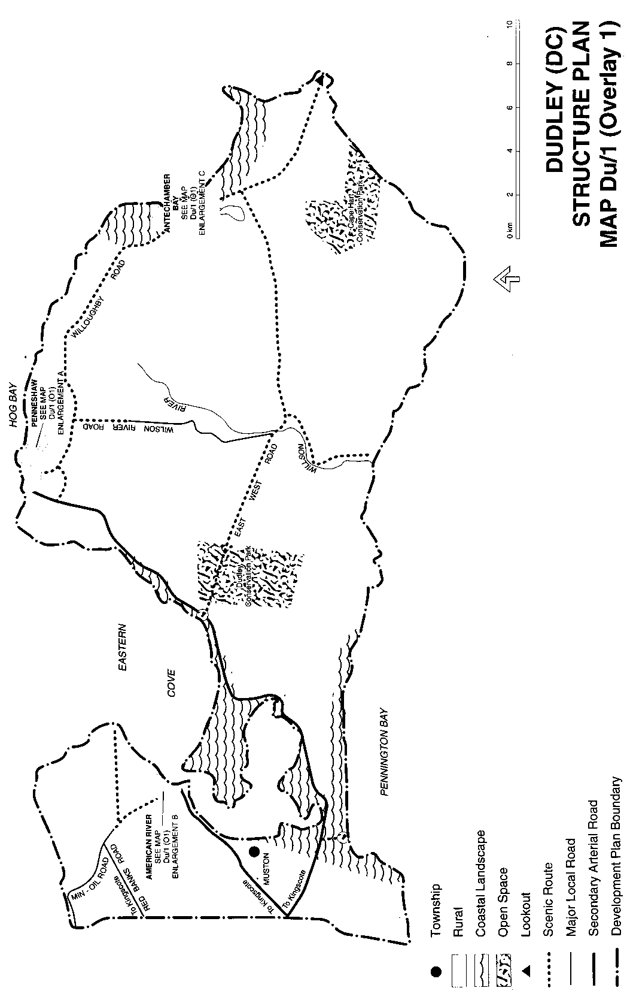 HOG BAY
PENNESHAW
SEE MAP
Du/1 (O1)
ENLARGEMENT A
WILLOUGHBY
ROAD
ANTECHAMBER
BAY
SEE MAP
Du/1 (O1)
ENLARGEMENT C
WILSON RIVER ROAD
RIVER
WILLSON
EAST WEST ROAD
Cape Hart
Conservation Park
Dudley
Conservation Park
EASTERN
COVE
AMERICAN RIVER
SEE MAP
Du/1 (O1)
ENLARGEMENT B
MIN - OIL ROAD
To Kingscote
RED BANKS ROAD
MUSTON
To Kingscote
To Kingscote
PENNINGTON BAY
Township
Rural
Coastal Landscape
Open Space
Lookout
Scenic Route
Major Local Road
Secondary Arterial Road
Development Plan Boundary
0 km 2 4 6 8 10
DUDLEY (DC)
STRUCTURE PLAN
MAP Du/1 (Overlay 1)